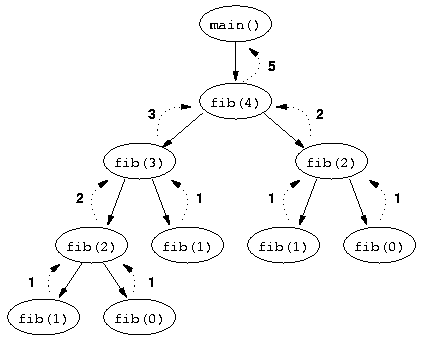 main()
5
fib(4)
3
2
fib(3)
fib(2)
2
1
1
1
fib(2)
fib(1)
fib(1)
fib(0)
1
1
fib(1)
fib(0)